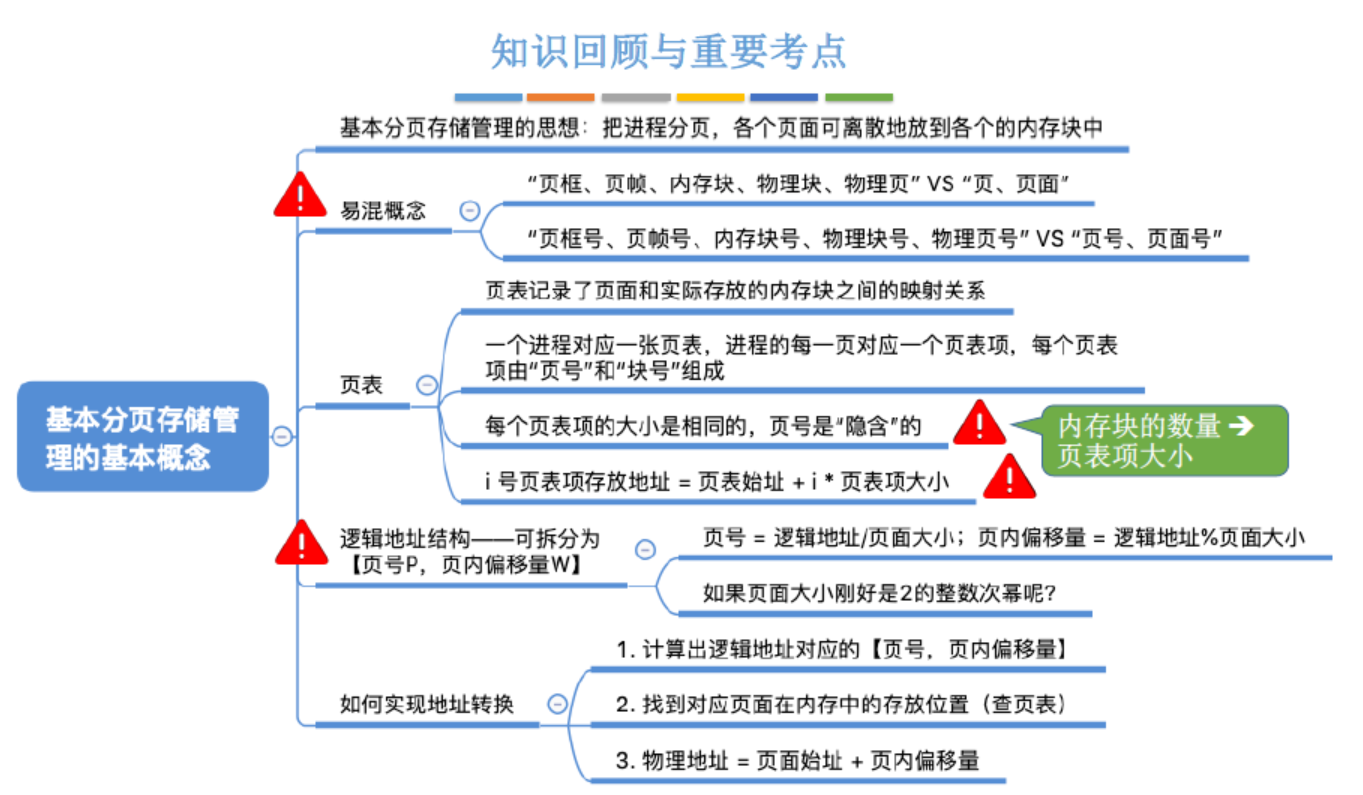 知识回顾与重要考点
基本分页存储管理的思想：把进程分页，各个页面可离散地放到各个的内存块中
易混概念
“页框、页帧、内存块、物理块、物理页” VS “页、页面”
“页框号、页帧号、内存块号、物理块号、物理页号” VS “页号、页面号”
页表记录了页面和实际存放的内存块之间的映射关系
一个进程对应一张页表，进程的每一页对应一个页表项，每个页表
项由“页号”和“块号”组成
页表
每个页表项的大小是相同的，页号是“隐含”的
内存块的数量 ➔
页表项大小
i 号页表项存放地址 = 页表始址 + i * 页表项大小
基本分页存储管
理的基本概念
逻辑地址结构——可拆分为
【页号P，页内偏移量W】
页号 = 逻辑地址/页面大小；页内偏移量 = 逻辑地址%页面大小
如果页面大小刚好是2的整数次幂呢？
如何实现地址转换
1. 计算出逻辑地址对应的【页号，页内偏移量】
2. 找到对应页面在内存中的存放位置（查页表）
3. 物理地址 = 页面始址 + 页内偏移量